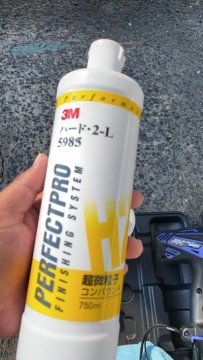 Performance
3M
ハード・2-L
5985
PERFECTPRO
FINISHING SYSTEM
超微粒子
コンパウンド
750ml